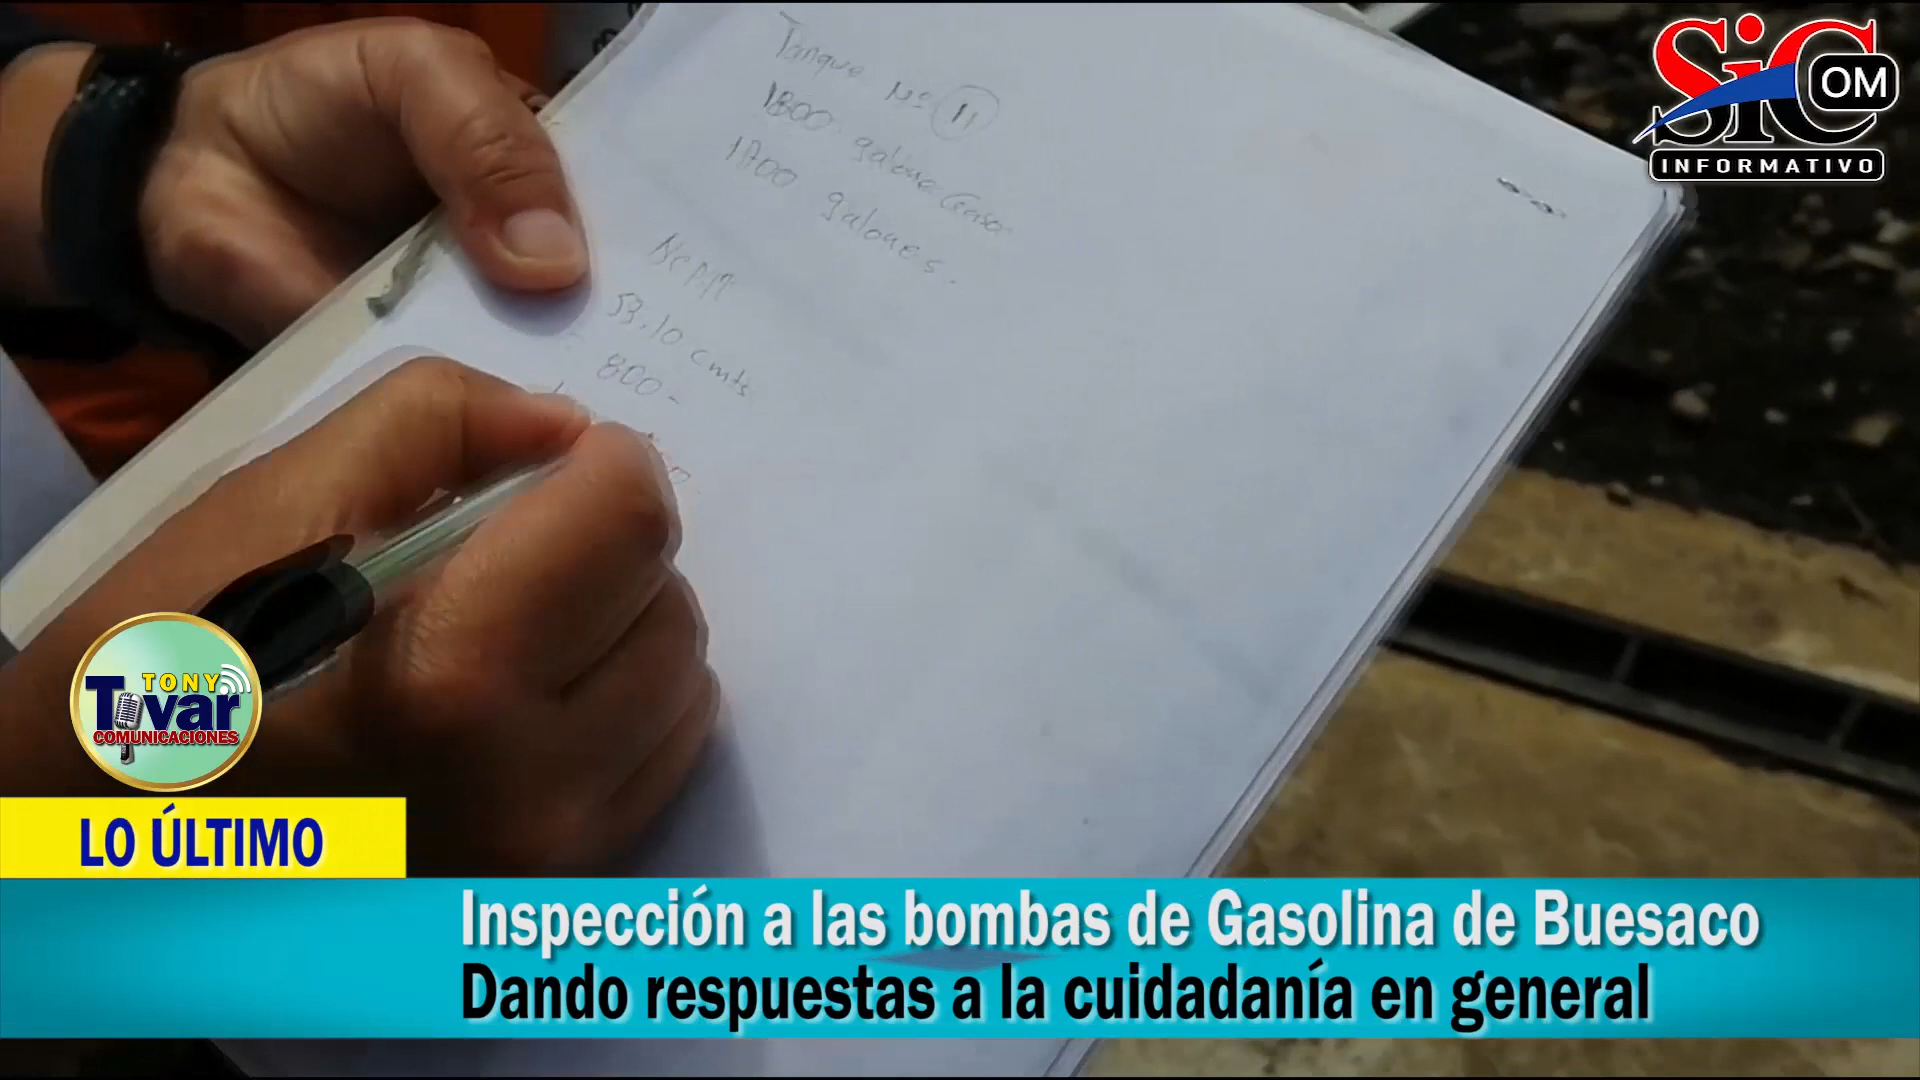 Tanque Nº 11
1800 galones Gaso
1700 galones.
53.10 cmts
800-
SiC
OM
INFORMATIVO
TONY
Tovar
COMUNICACIONES
LO ÚLTIMO
Inspección a las bombas de Gasolina de Buesaco
Dando respuestas a la cuidadanía en general